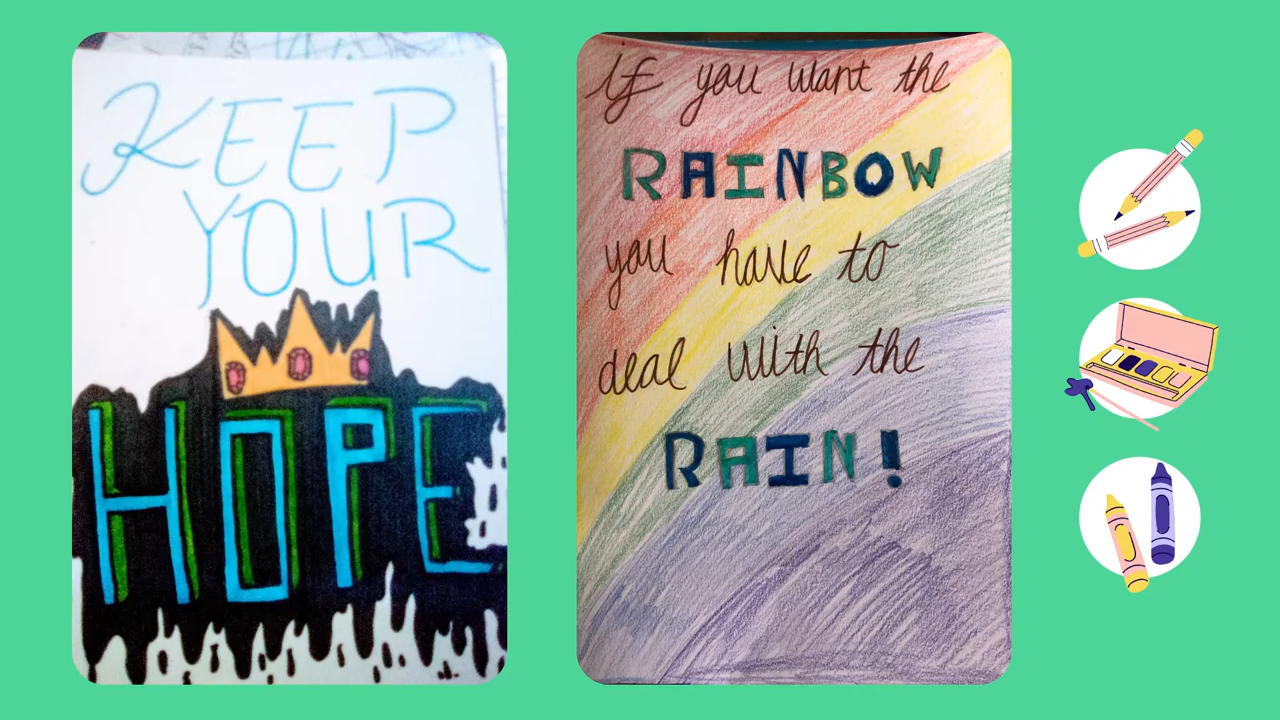 KEEP
YOUR
HOPE
If you want the
RAINBOW
you have to
deal with the
RAIN!